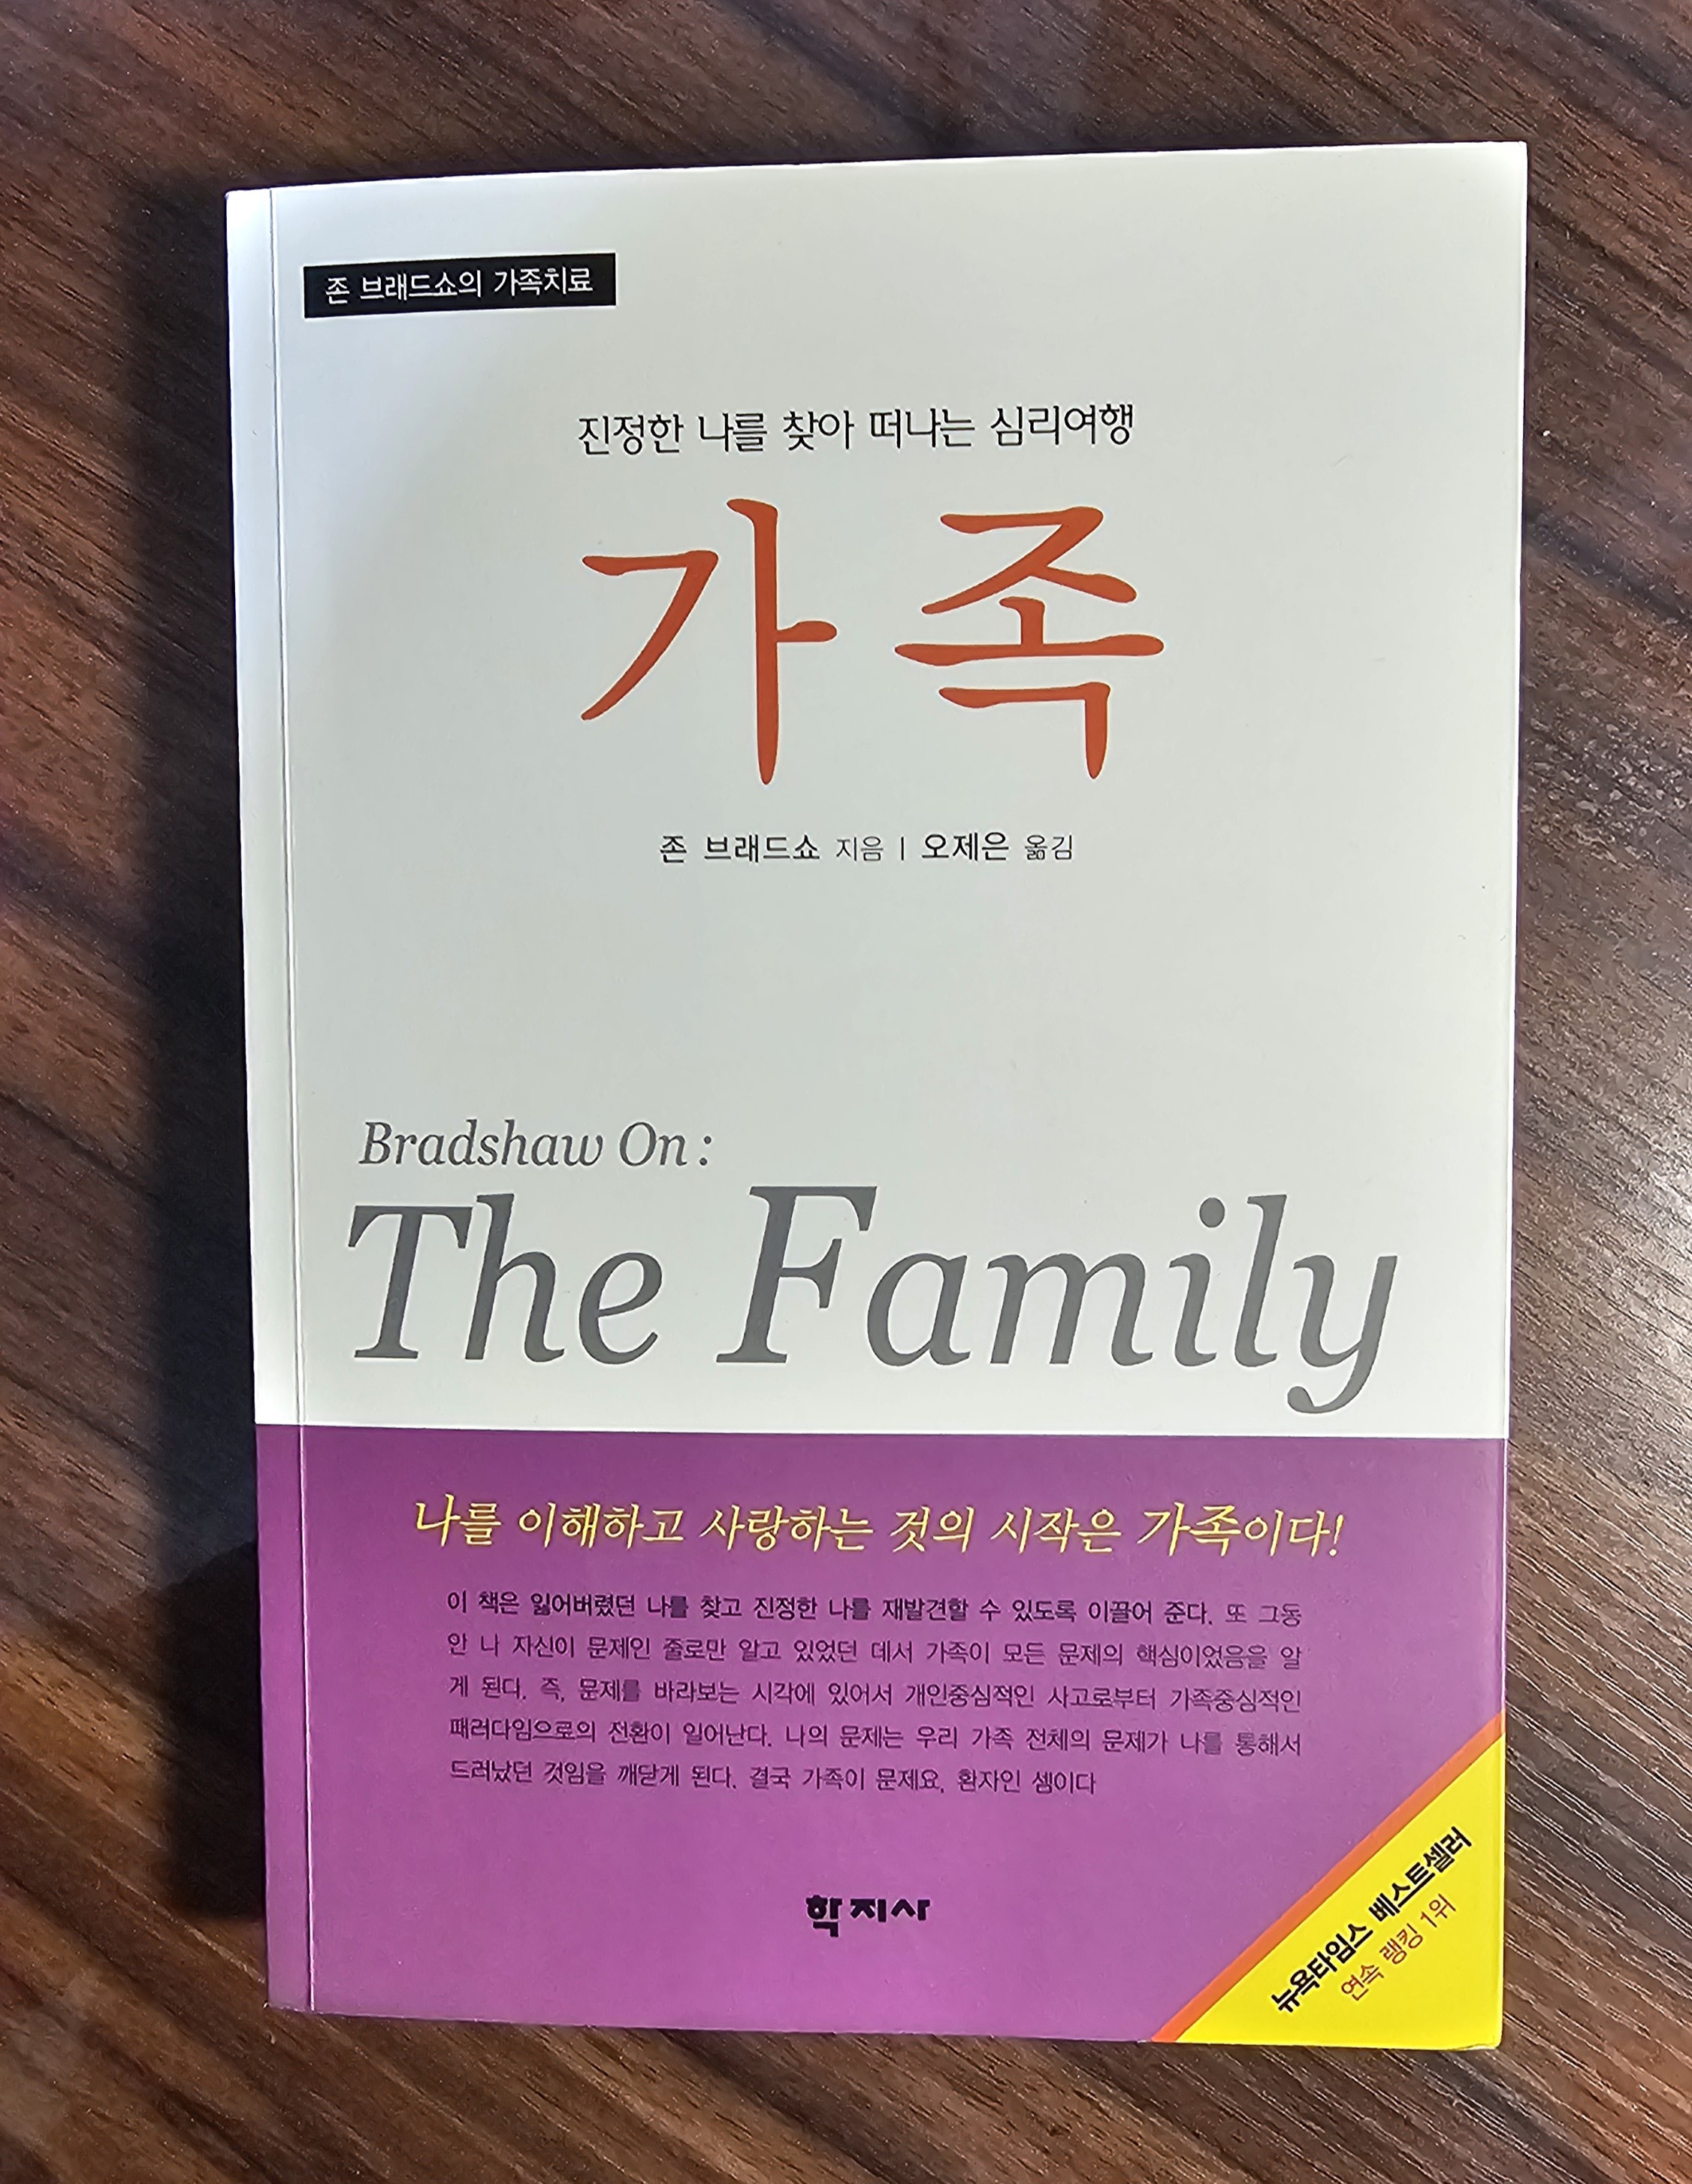 존 브래드쇼의 가족치료
진정한 나를 찾아 떠나는 심리여행
가족
존 브래드쇼 지음 | 오제은 옮김
Bradshaw On :
The Family
나를 이해하고 사랑하는 것의 시작은 가족이다!
이 책은 잃어버렸던 나를 찾고 진정한 나를 재발견할 수 있도록 이끌어 준다. 또 그동
안 나 자신이 문제인 줄로만 알고 있었던 데서 가족이 모든 문제의 핵심이었음을 알
게 된다. 즉, 문제를 바라보는 시각에 있어서 개인중심적인 사고로부터 가족중심적인
패러다임으로의 전환이 일어난다. 나의 문제는 우리 가족 전체의 문제가 나를 통해서
드러났던 것임을 깨닫게 된다. 결국 가족이 문제요, 환자인 셈이다
학지사
뉴욕타임스 베스트셀러
연속 랭킹 1위